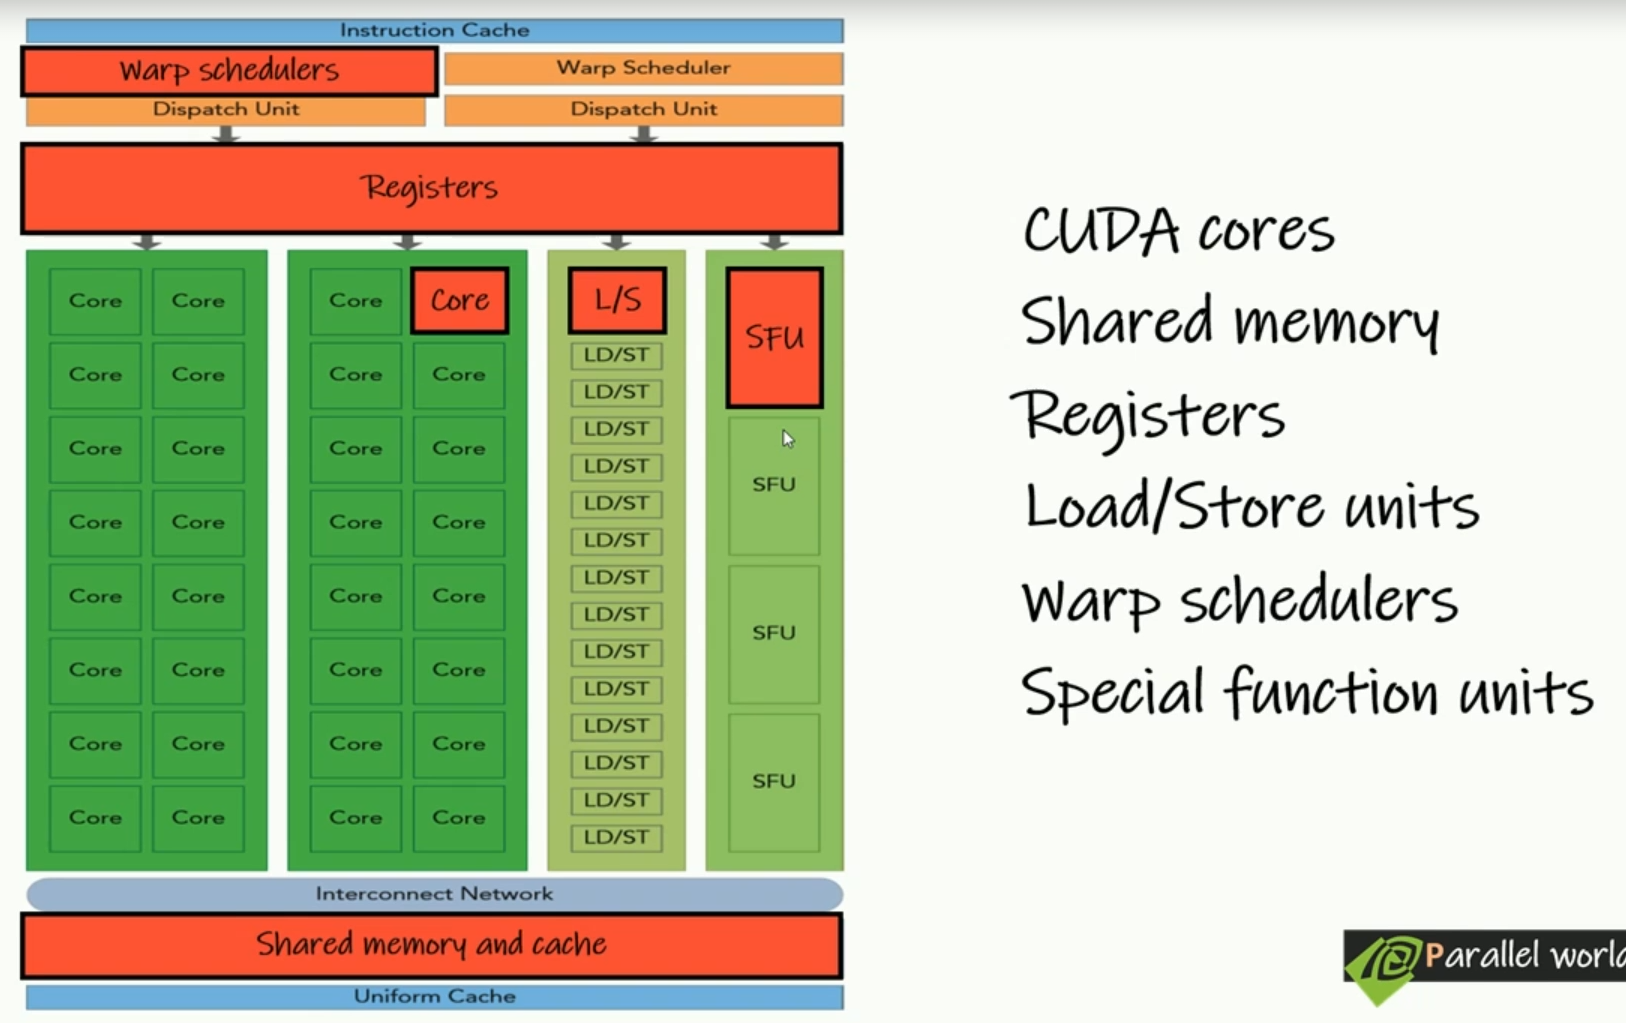 Instruction Cache
Warp schedulers Warp Scheduler
Dispatch Unit Dispatch Unit
Registers
Core Core Core Core L/S SFU
LD/ST
Core Core Core Core
LD/ST
LD/ST
Core Core Core Core
LD/ST
SFU
LD/ST
Core Core Core Core
LD/ST
LD/ST
Core Core Core Core
LD/ST
LD/ST
SFU
LD/ST
Core Core Core Core
LD/ST
LD/ST
Core Core Core Core
LD/ST
SFU
LD/ST
Core Core Core Core
LD/ST
Interconnect Network
Shared memory and cache
Uniform Cache
CUDA cores
Shared memory
Registers
Load/Store units
Warp schedulers
Special function units
Parallel